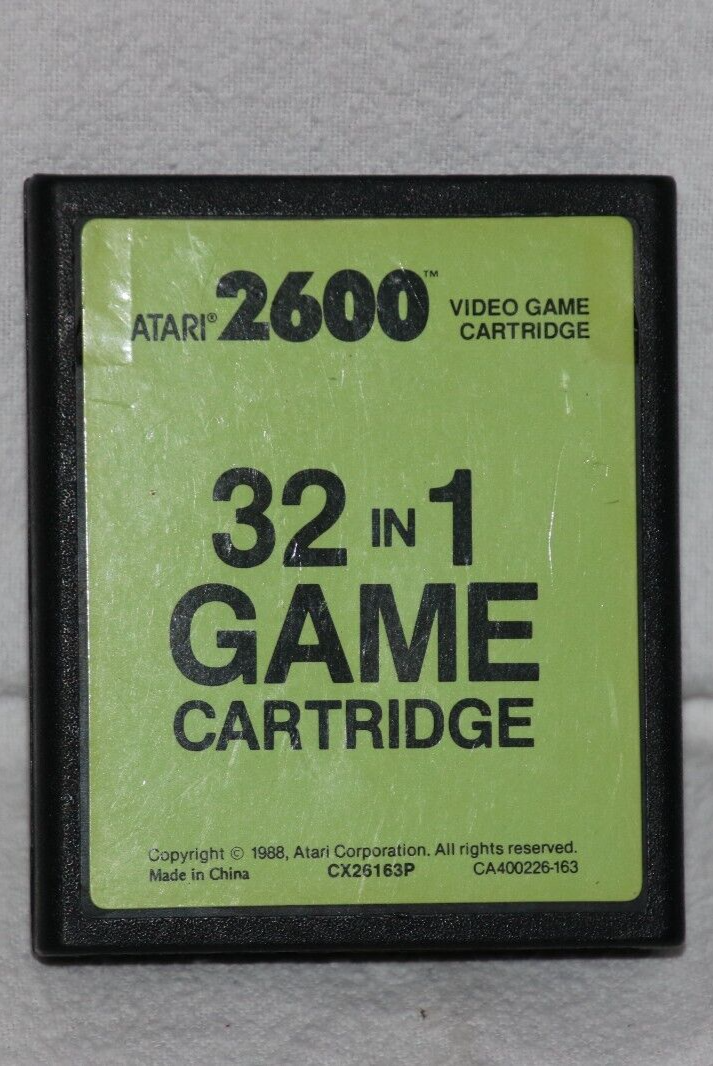 ATARI® 2600™ VIDEO GAME
CARTRIDGE
32 IN 1
GAME
CARTRIDGE
Copyright © 1988, Atari Corporation. All rights reserved.
Made in China CX26163P CA400226-163